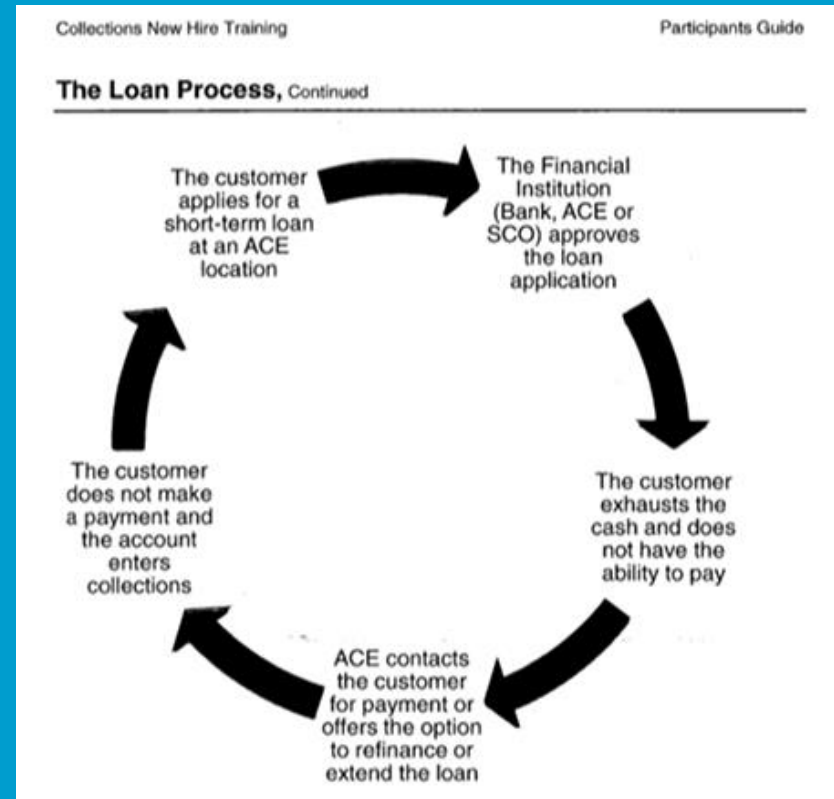 Collections New Hire Training
Participants Guide
The Loan Process, Continued
The customer
applies for a
short-term loan
at an ACE
location
The Financial
Institution
(Bank, ACE or
SCO) approves
the loan
application
The customer
exhausts the
cash and does
not have the
ability to pay
ACE contacts
the customer
for payment or
offers the option
to refinance or
extend the loan
The customer
does not make
a payment and
the account
enters
collections